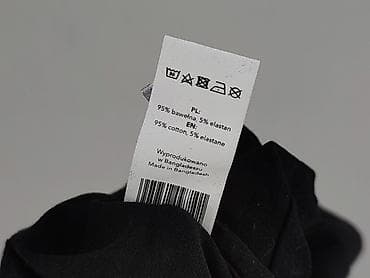 PL:
95% bawełna, 5% elastan
EN:
95% cotton, 5% elastane
Wyprodukowano
w Bangladeszu
Made in Bangladesh